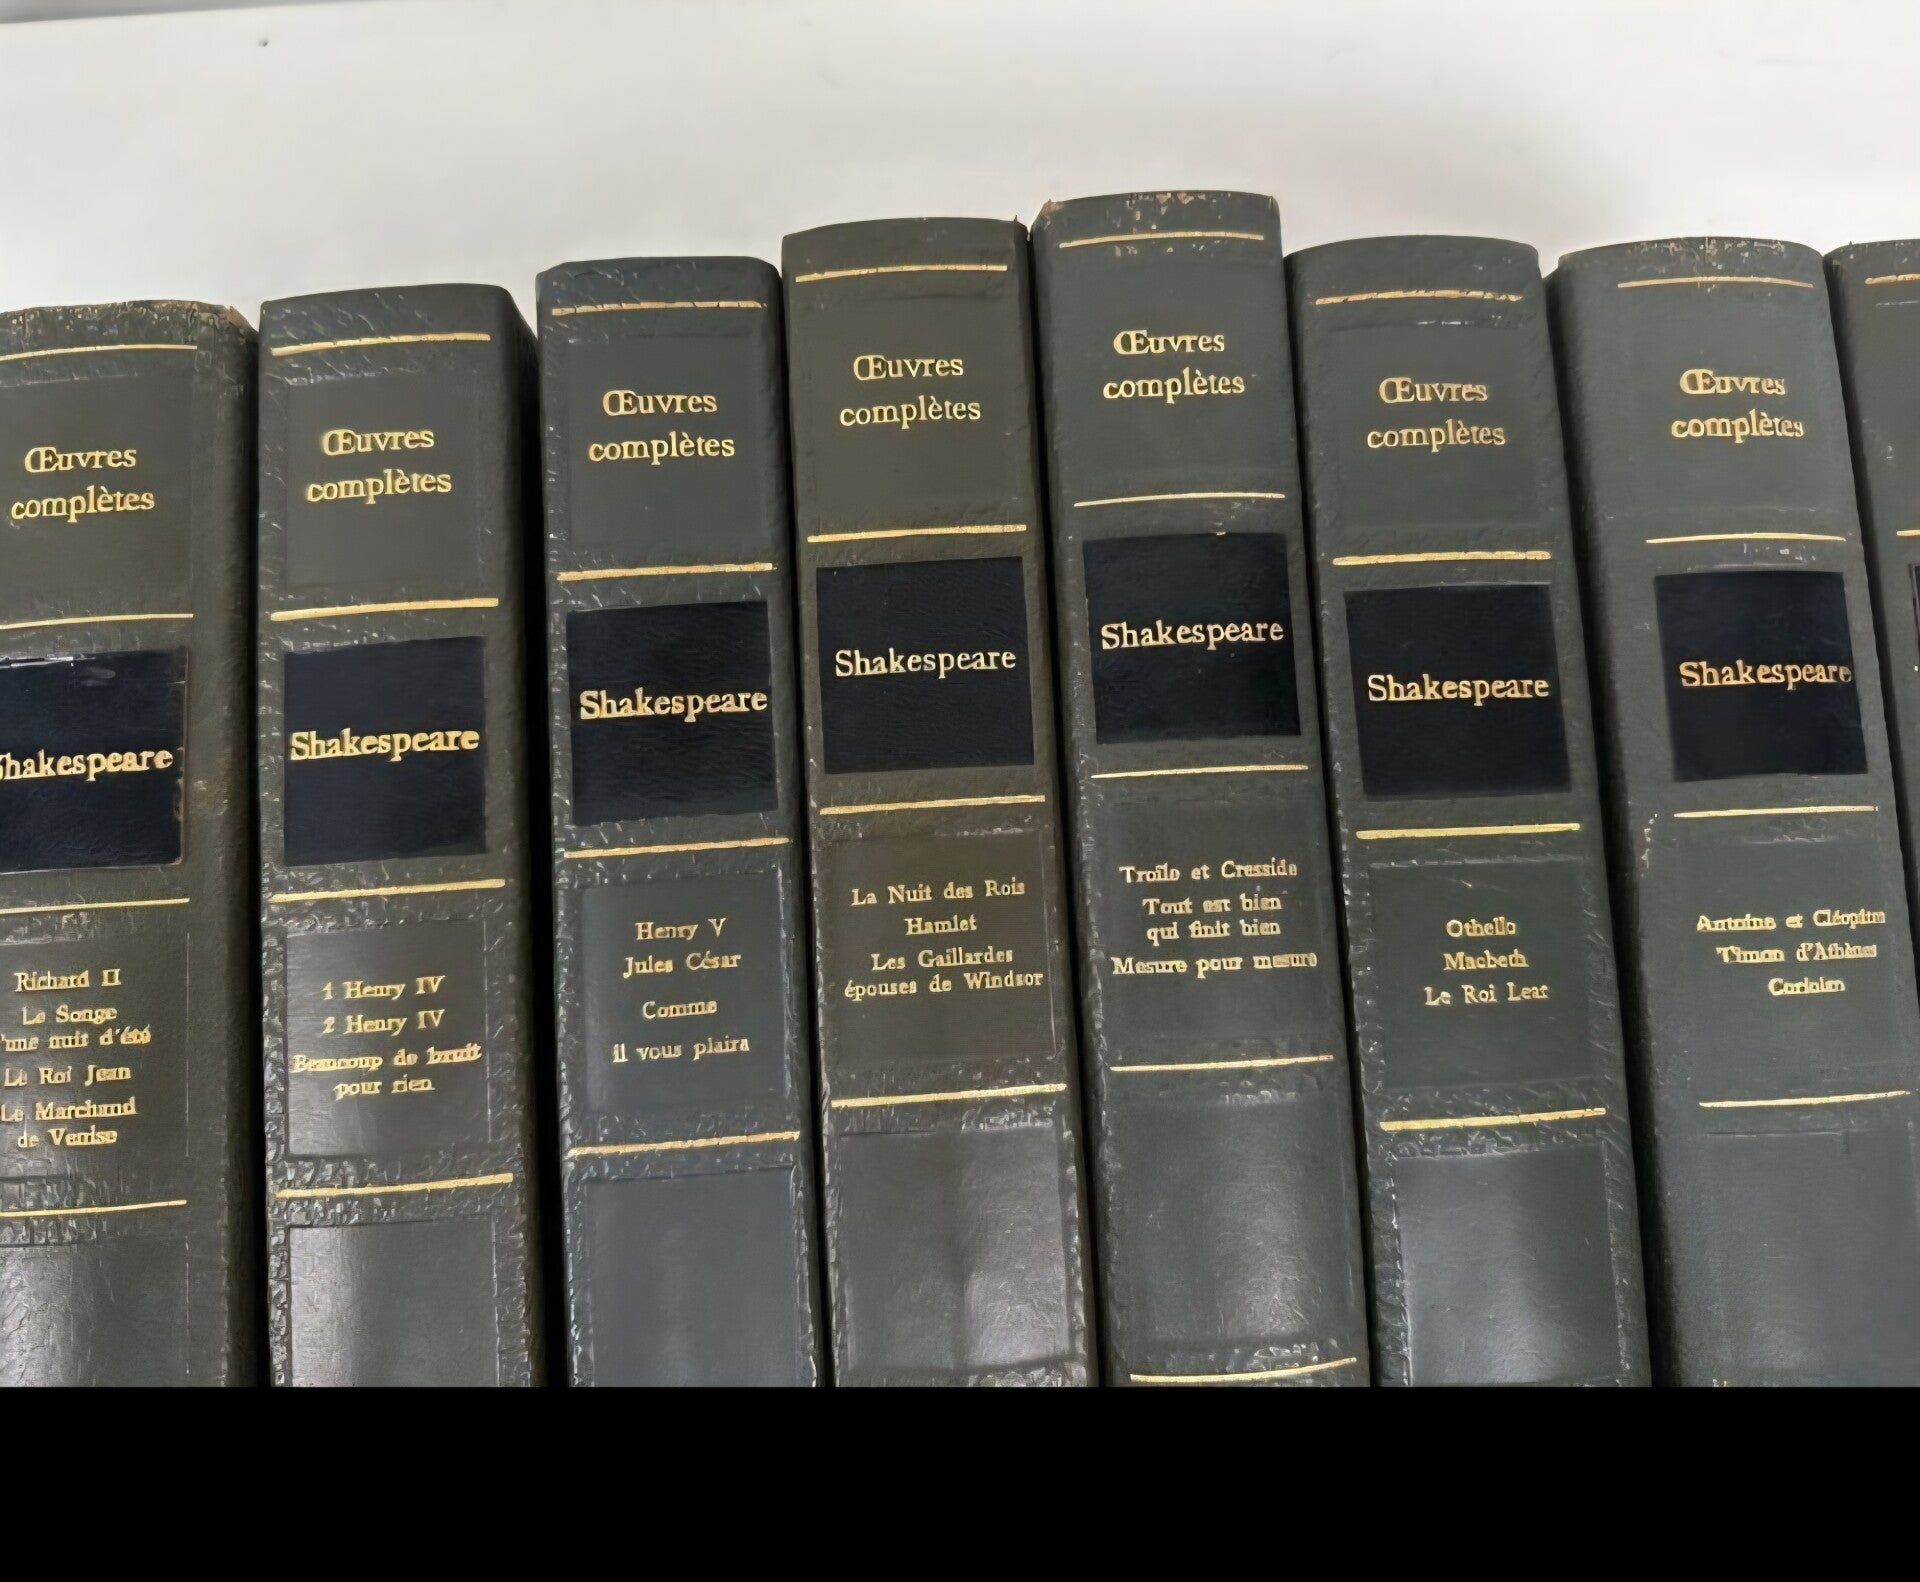 Œuvres
complètes
Shakespeare
Richard II
Le Songe
d'une nuit d'été
Le Roi Jean
Le Marchand
de Venise
Œuvres
complètes
Shakespeare
1 Henry IV
2 Henry IV
Beaucoup de bruit
pour rien
Œuvres
complètes
Shakespeare
Henry V
Jules César
Comme
il vous plaira
Œuvres
complètes
Shakespeare
La Nuit des Rois
Hamlet
Les Gaillardes
épouses de Windsor
Œuvres
complètes
Shakespeare
Troïlo et Cresside
Tout est bien
qui finit bien
Mesure pour mesure
Œuvres
complètes
Shakespeare
Othello
Macbeth
Le Roi Lear
Œuvres
complètes
Shakespeare
Antoine et Cléopâtre
Timon d'Athènes
Coriolan